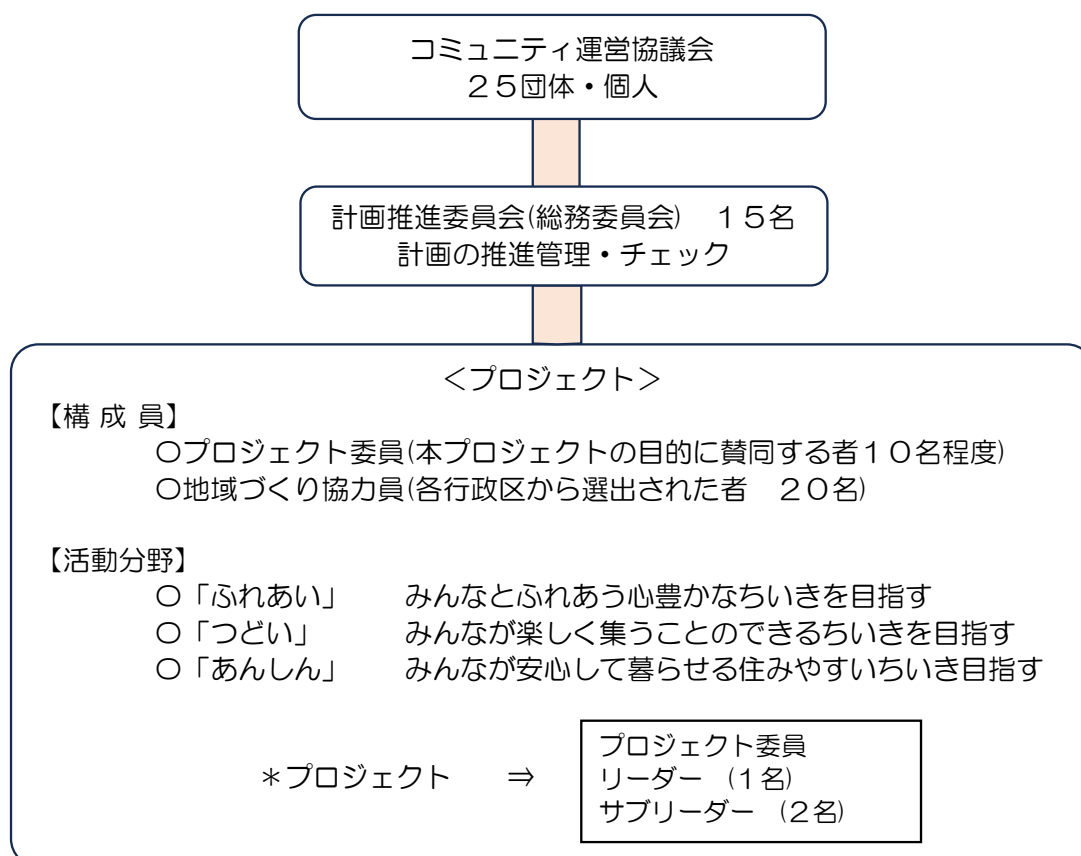 コミュニティ運営協議会
２５団体・個人
計画推進委員会(総務委員会)　１５名
計画の推進管理・チェック
＜プロジェクト＞
【構 成 員】
〇プロジェクト委員(本プロジェクトの目的に賛同する者１０名程度)
〇地域づくり協力員(各行政区から選出された者　２０名)
【活動分野】
〇「ふれあい」　　みんなとふれあう心豊かなちいきを目指す
〇「つどい」　　　みんなが楽しく集うことのできるちいきを目指す
〇「あんしん」　　みんなが安心して暮らせる住みやすいちいき目指す
＊プロジェクト　　⇒
プロジェクト委員
リーダー　(１名)
サブリーダー　(２名)